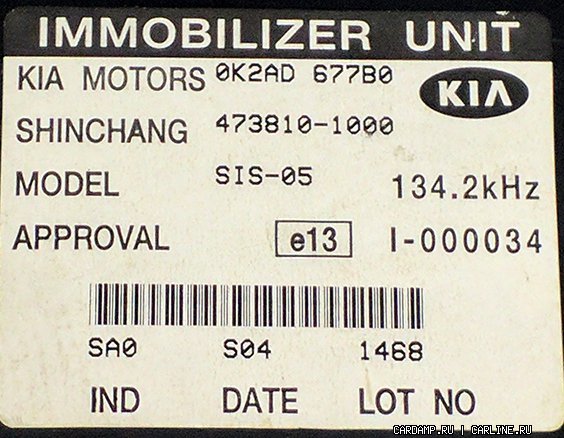 IMMOBILIZER UNIT
KIA MOTORS 0K2AD 677B0 KIA
SHINCHANG 473810-1000
MODEL SIS-05 134.2kHz
APPROVAL e13 I-000034
SA0 S04 1468
IND DATE LOT NO
CARDAMP.RU | CARLINE.RU